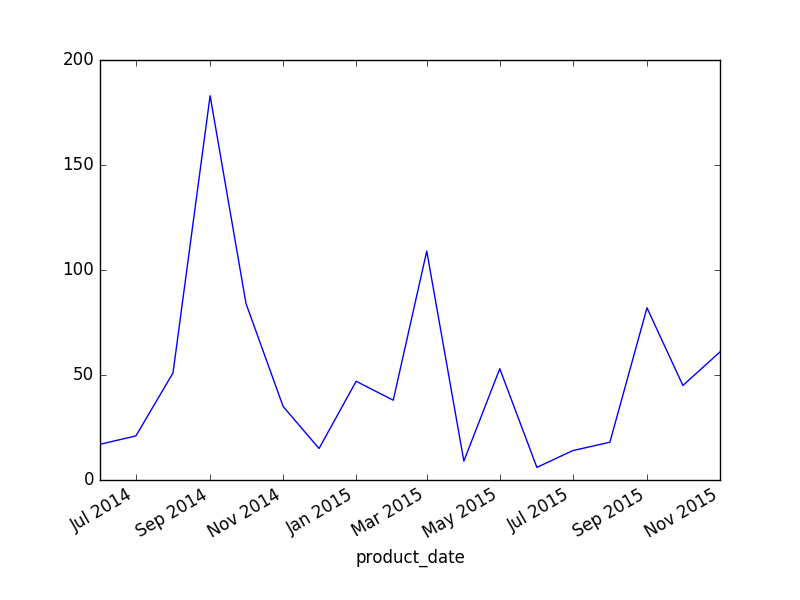 200
150
100
50
0
Jul 2014
Sep 2014
Nov 2014
Jan 2015
Mar 2015
May 2015
Jul 2015
Sep 2015
Nov 2015
product_date